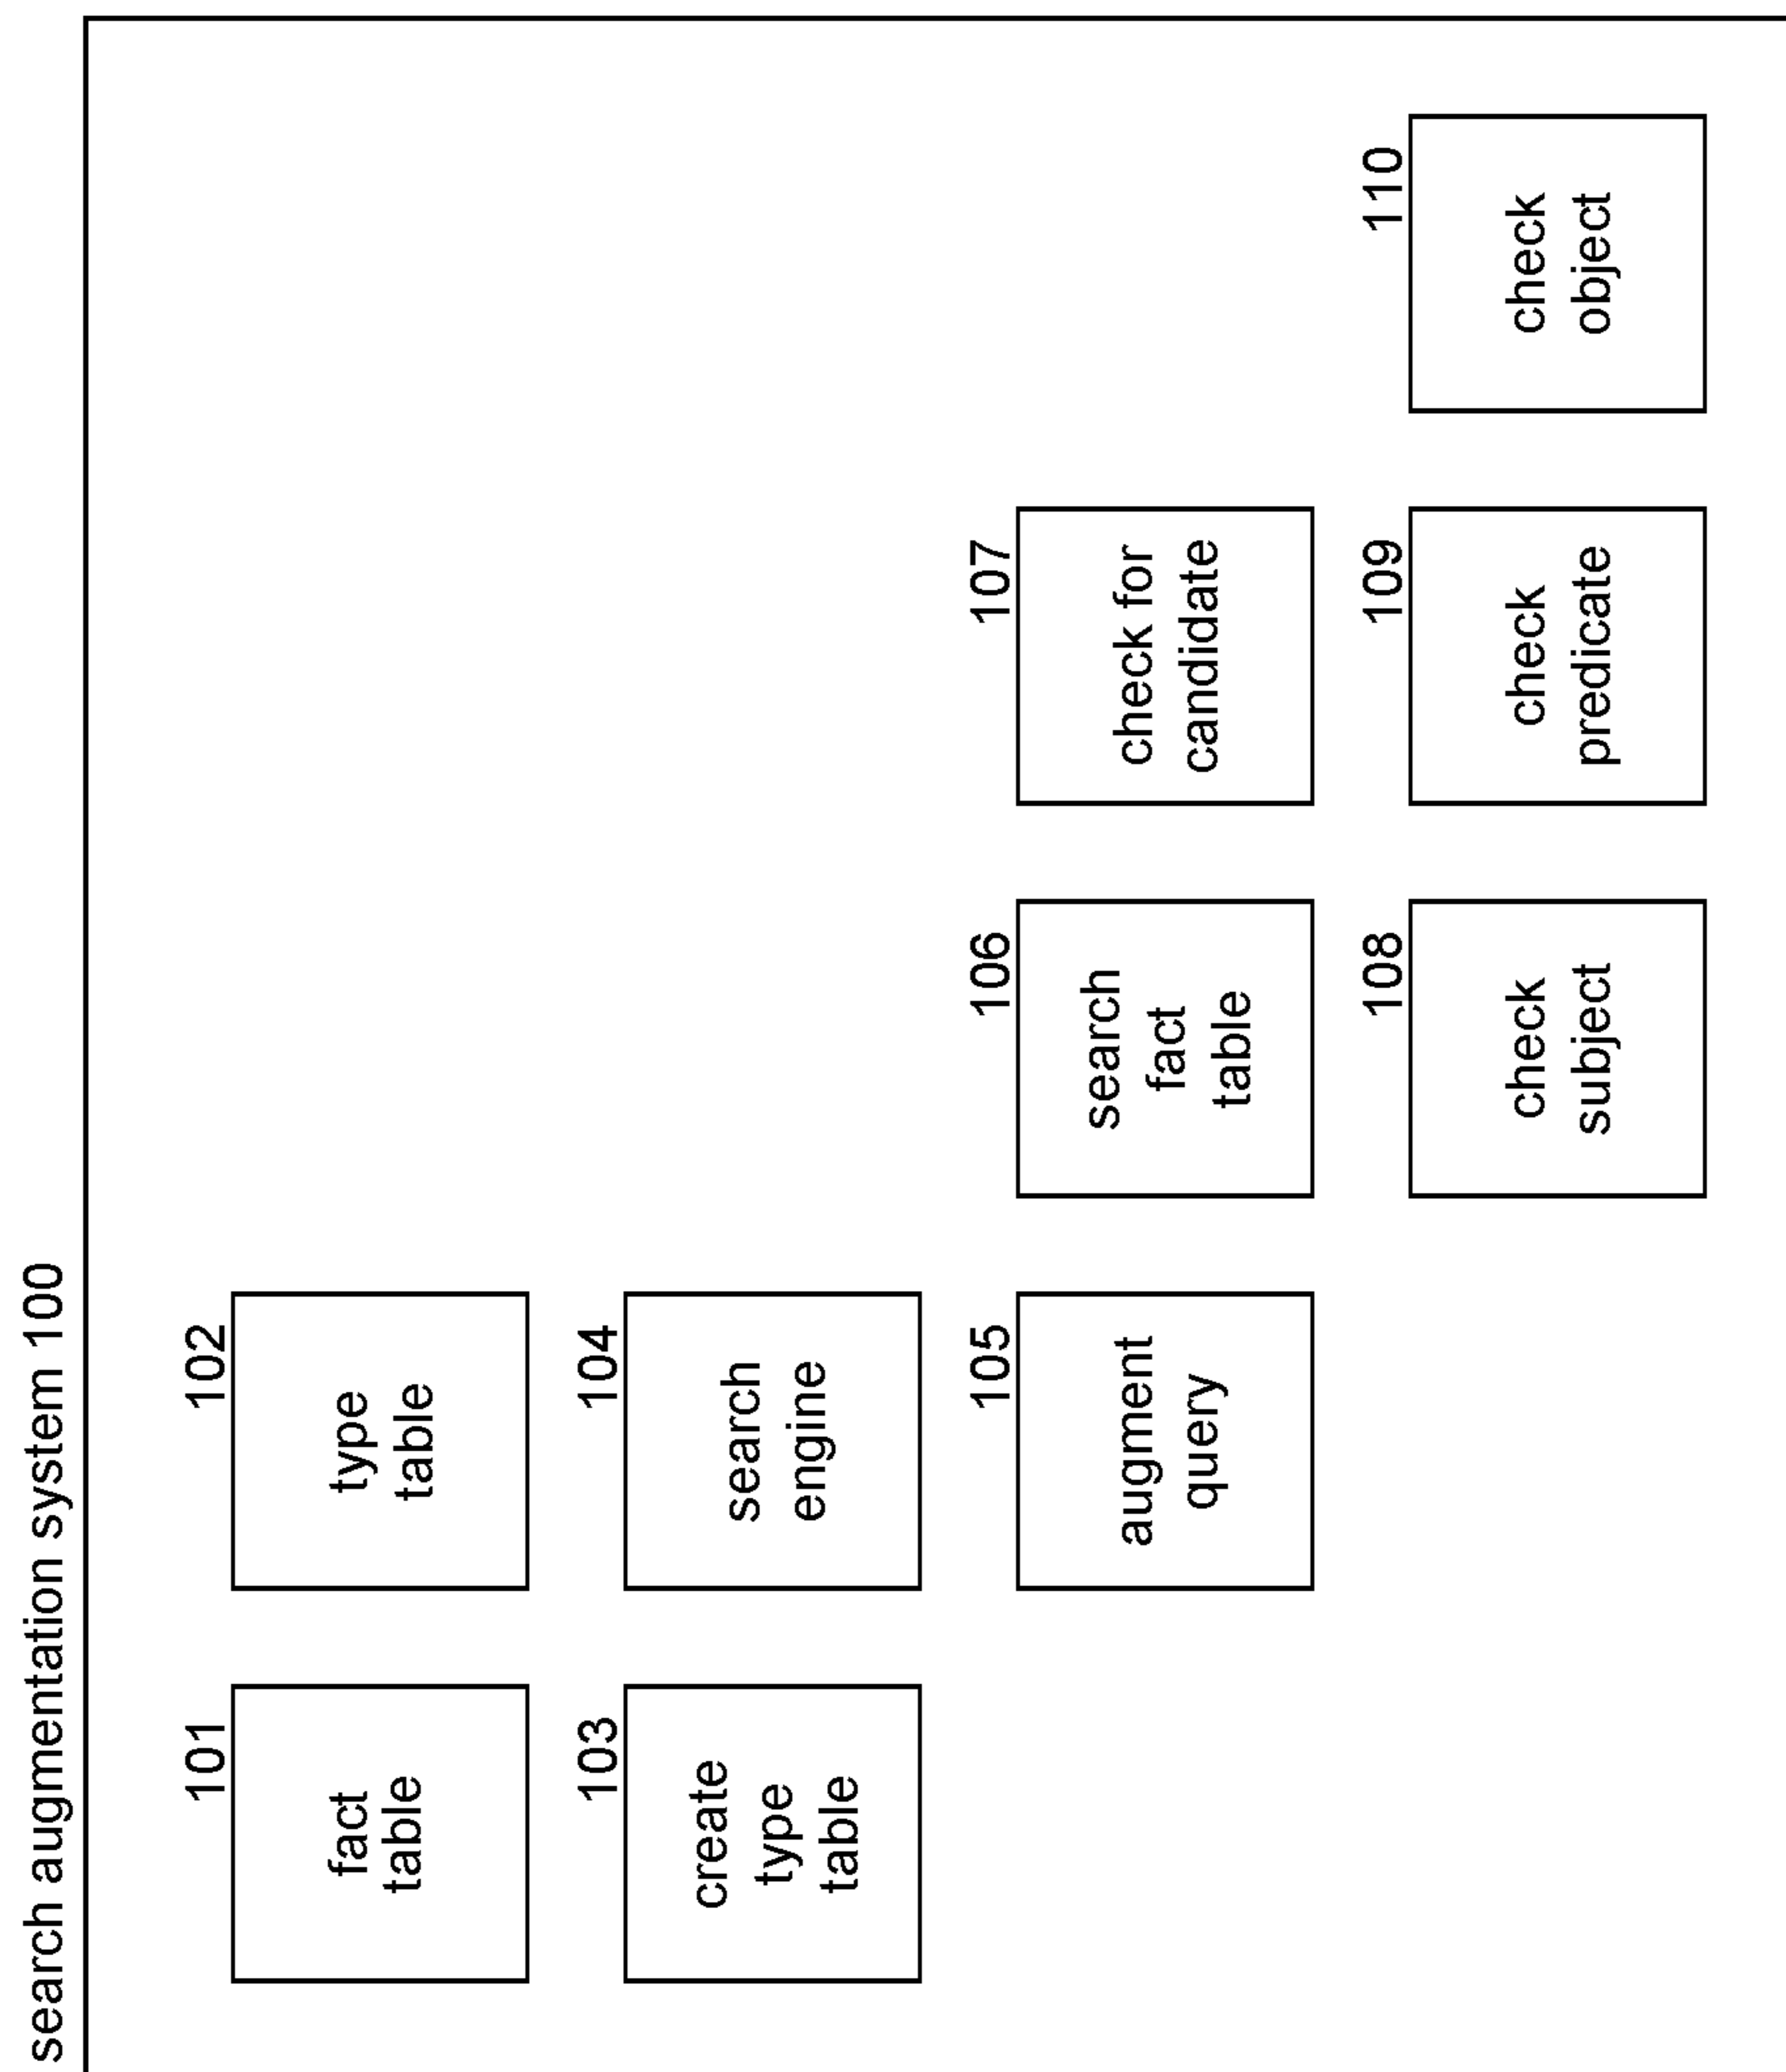 search augmentation system 100
101
fact
table
102
type
table
103
create
type
table
104
search
engine
105
augment
query
106
search
fact
table
107
check for
candidate
108
check
subject
109
check
predicate
110
check
object